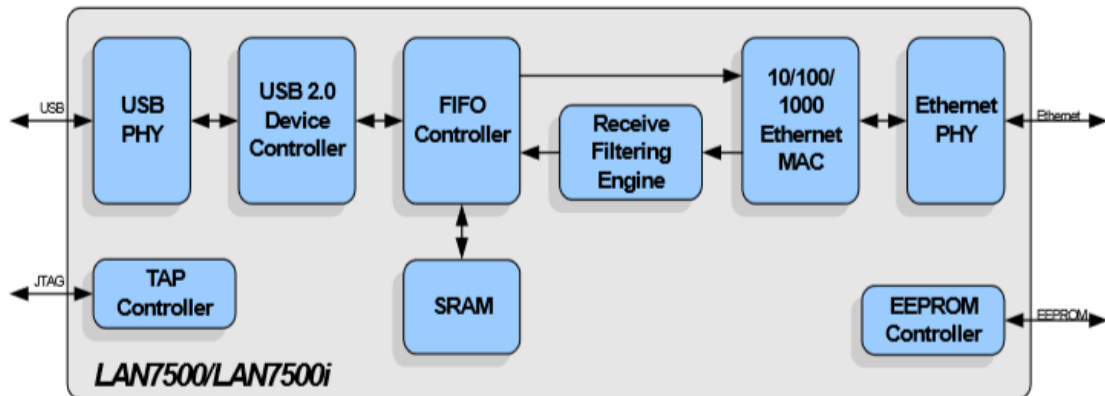 USB
USB
PHY
USB 2.0
Device
Controller
FIFO
Controller
Receive
Filtering
Engine
10/100/
1000
Ethernet
MAC
Ethernet
PHY
Ethernet
JTAG
TAP
Controller
SRAM
EEPROM
Controller
EEPROM
LAN7500/LAN7500i